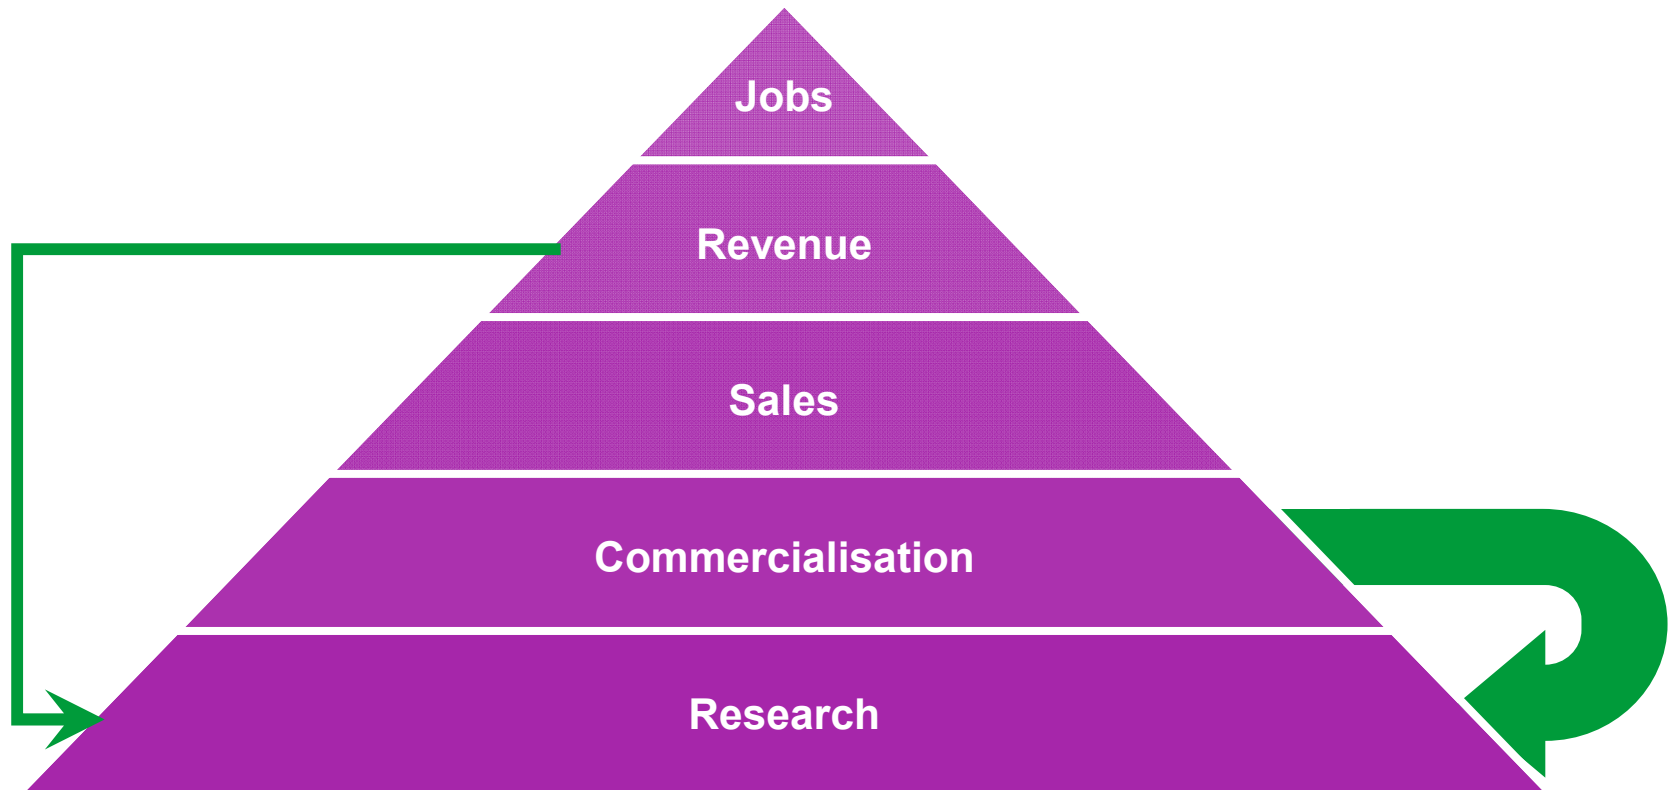 Jobs
Revenue
Sales
Commercialisation
Research